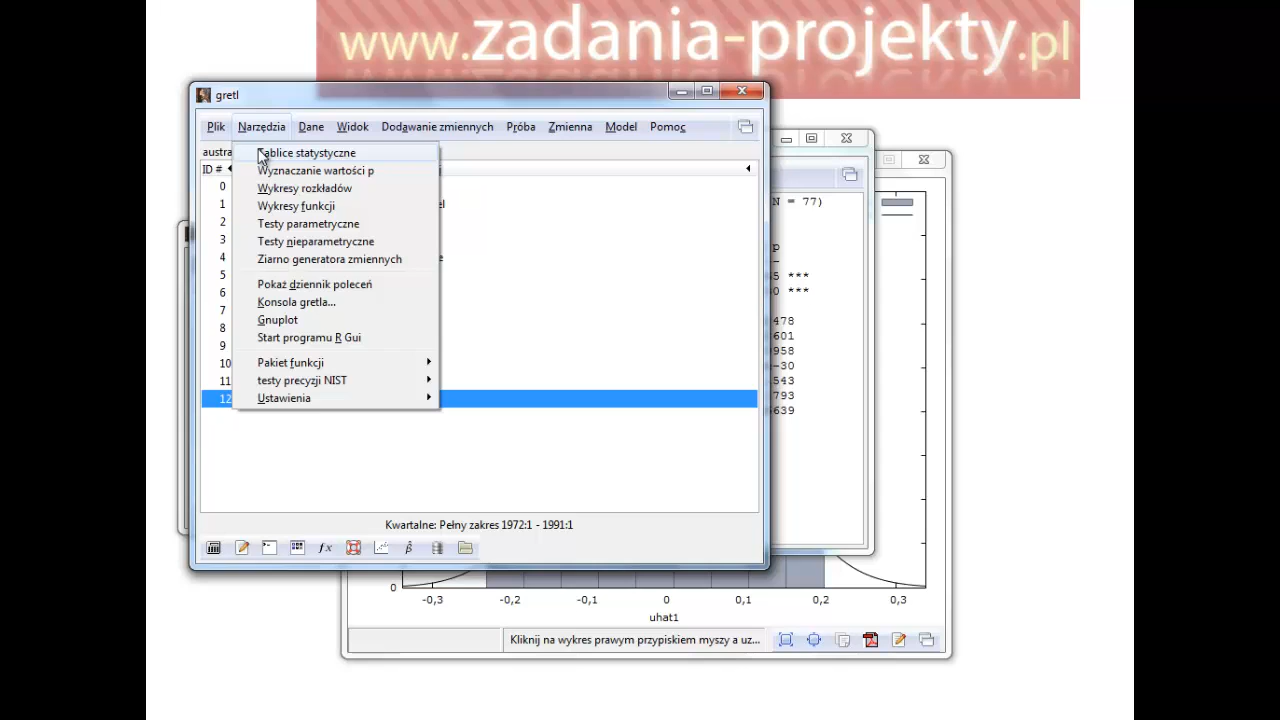 www.zadania-projekty.pl
gretl
Plik Narzędzia Dane Widok Dodawanie zmiennych Próba Zmienna Model Pomoc
austra
ID #
0
1
2
3
4
5
6
7
8
9
10
11
12
Tablice statystyczne
Wyznaczanie wartości p
Wykresy rozkładów
Wykresy funkcji
Testy parametryczne
Testy nieparametryczne
Ziarno generatora zmiennych
Pokaż dziennik poleceń
Konsola gretla...
Gnuplot
Start programu R Gui
Pakiet funkcji
testy precyzji NIST
Ustawienia
Kwartalne: Pełny zakres 1972:1 - 1991:1
N = 77)
p
***
***
478
601
958
-30
543
793
639
0
-0,3 -0,2 -0,1 0 0,1 0,2 0,3
uhat1
Kliknij na wykres prawym przypiskiem myszy a uz...